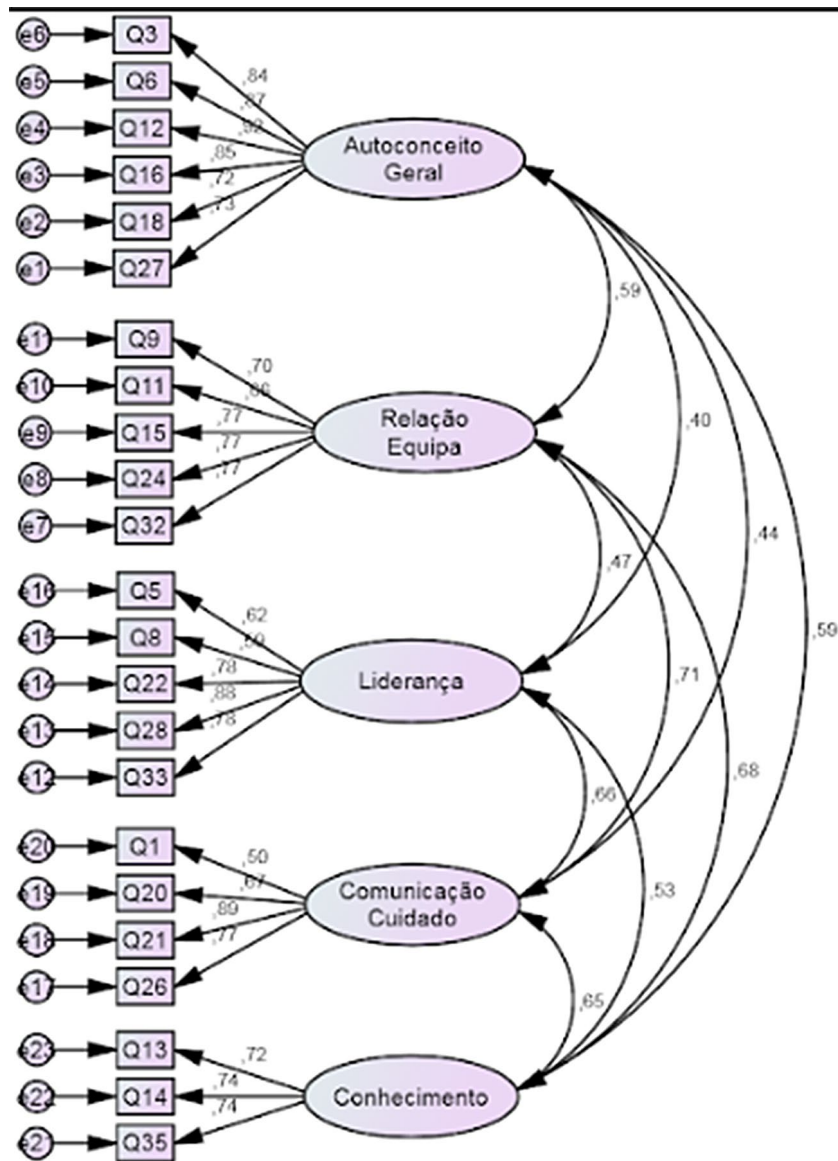 e6 Q3
,84
e5 Q6
,87
e4 Q12
,92
e3 Q16
,85
e2 Q18
,72
e1 Q27
,73
Autoconceito
Geral
,59
e11 Q9
,70
e10 Q11
e9 Q15
,77
e8 Q24
,77
e7 Q32
,77
Relação
Equipa
,40
,44
,47
,59
e16 Q5
,62
e15 Q8
,59
e14 Q22
,78
e13 Q28
,88
e12 Q33
,78
Liderança
,71
,68
,66
e20 Q1
,50
e19 Q20
,67
e18 Q21
,89
e17 Q26
,77
Comunicação
Cuidado
,53
,65
e23 Q13
,72
e22 Q14
,74
e21 Q35
,74
Conhecimento